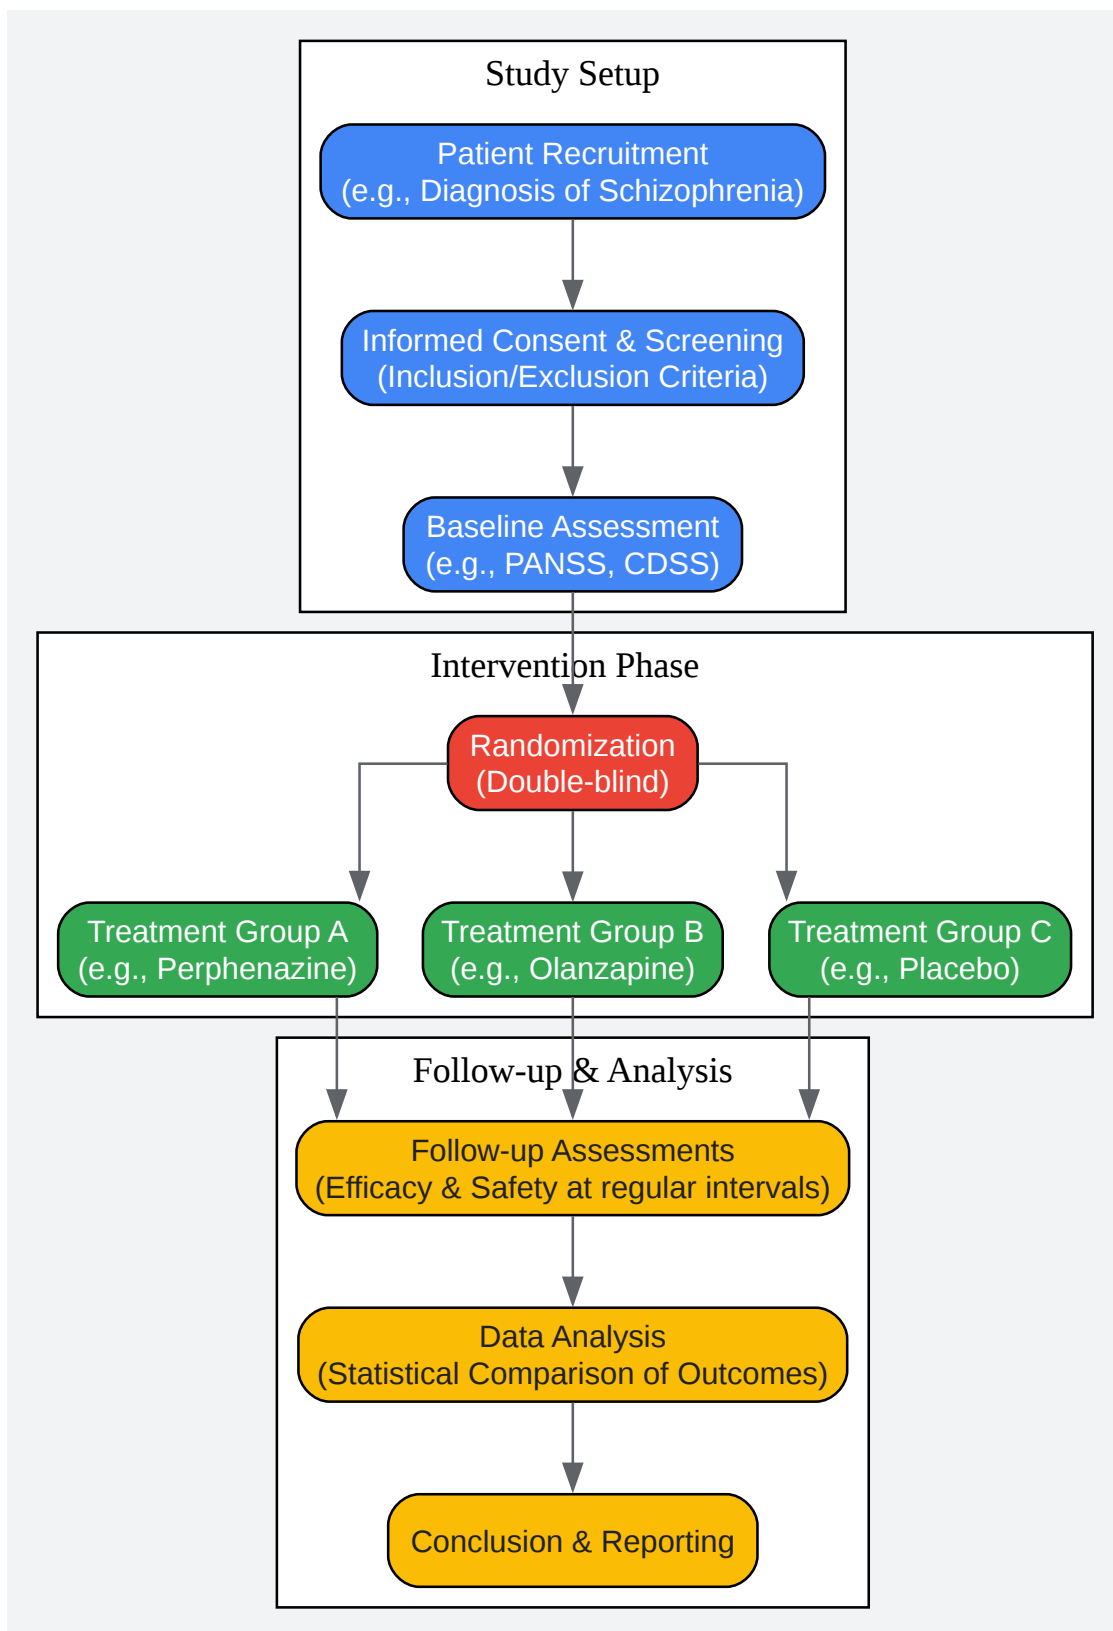 Study Setup
Patient Recruitment
(e.g., Diagnosis of Schizophrenia)
Informed Consent & Screening
(Inclusion/Exclusion Criteria)
Baseline Assessment
(e.g., PANSS, CDSS)
Intervention Phase
Randomization
(Double-blind)
Treatment Group A
(e.g., Perphenazine)
Treatment Group B
(e.g., Olanzapine)
Treatment Group C
(e.g., Placebo)
Follow-up & Analysis
Follow-up Assessments
(Efficacy & Safety at regular intervals)
Data Analysis
(Statistical Comparison of Outcomes)
Conclusion & Reporting